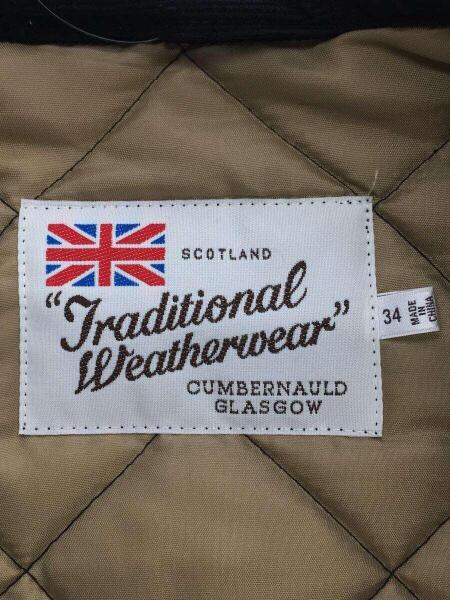 SCOTLAND
"Traditional
Weatherwear"
CUMBERNAULD
GLASGOW
34
MADE
IN
CHINA